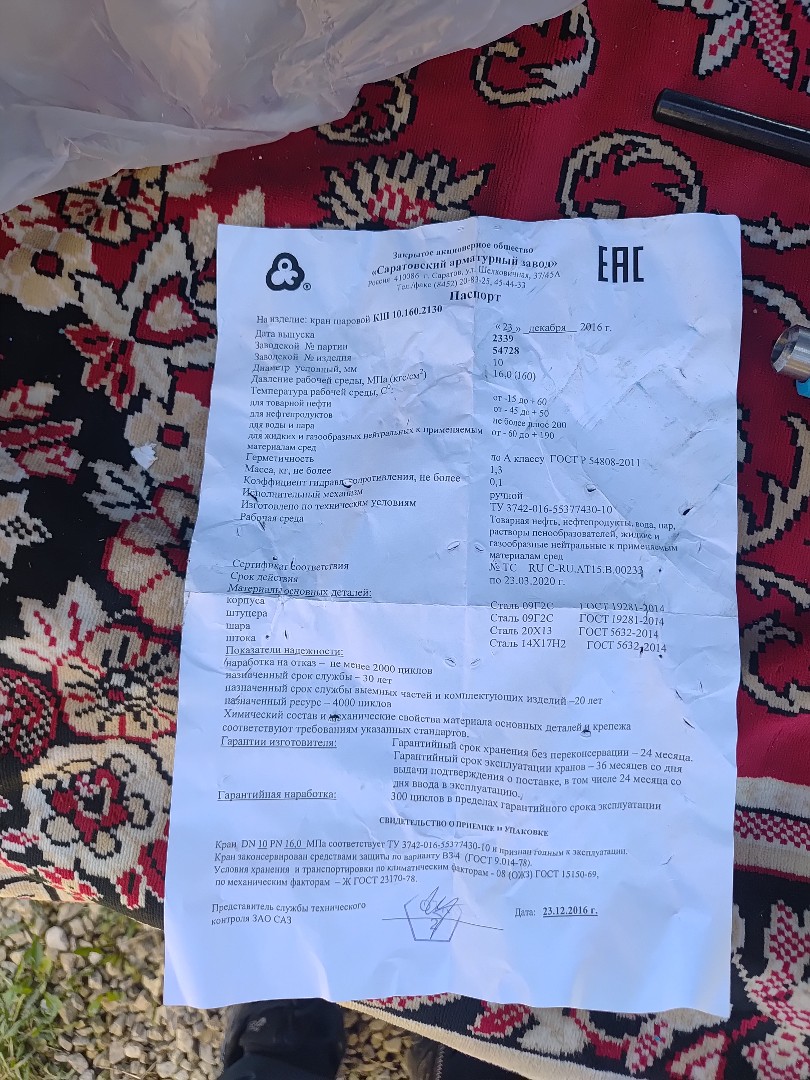 Закрытое акционерное общество
«Саратовский арматурный завод»
Россия 410086 г. Саратов, ул. Шелковичная, 37/45А
Тел./факс (8452) 20-83-25, 45-44-33
EAC
®
Паспорт
На изделие: кран шаровой КШ 10.160.2130
Дата выпуска « 23 » декабря 2016 г.
Заводской № партии 2339
Заводской № изделия 54728
Диаметр условный, мм 10
Давление рабочей среды, МПа (кгс/см²) 16,0 (160)
Температура рабочей среды, С°:
для товарной нефти от -15 до + 60
для нефтепродуктов от - 45 до + 50
для воды и пара не более плюс 200
для жидких и газообразных нейтральных к применяемым от - 60 до + 190
материалам сред
Герметичность по А классу ГОСТ Р 54808-2011
Масса, кг, не более 1,3
Коэффициент гидравл. сопротивления, не более 0,1
Исполнительный механизм ручной
Изготовлено по техническим условиям ТУ 3742-016-55377430-10
Рабочая среда Товарная нефть, нефтепродукты, вода, пар,
растворы пенообразователей, жидкие и
газообразные нейтральные к применяемым
материалам сред
Сертификат соответствия № ТС RU C-RU.АТ15.В.00233
Срок действия по 23.03.2020 г.
Материалы основных деталей:
корпуса Сталь 09Г2С ГОСТ 19281-2014
штуцера Сталь 09Г2С ГОСТ 19281-2014
шара Сталь 20Х13 ГОСТ 5632-2014
штока Сталь 14Х17Н2 ГОСТ 5632-2014
Показатели надежности:
наработка на отказ – не менее 2000 циклов
назначенный срок службы – 30 лет
назначенный срок службы выемных частей и комплектующих изделий –20 лет
назначенный ресурс – 4000 циклов
Химический состав и механические свойства материала основных деталей и крепежа
соответствуют требованиям указанных стандартов.
Гарантии изготовителя: Гарантийный срок хранения без переконсервации – 24 месяца.
Гарантийный срок эксплуатации кранов – 36 месяцев со дня
выдачи подтверждения о поставке, в том числе 24 месяца со
дня ввода в эксплуатацию.
Гарантийная наработка: 300 циклов в пределах гарантийного срока эксплуатации
СВИДЕТЕЛЬСТВО О ПРИЕМКЕ И УПАКОВКЕ
Кран DN 10 PN 16,0 МПа соответствует ТУ 3742-016-55377430-10 и признан годным к эксплуатации.
Кран законсервирован средствами защиты по варианту ВЗ-4 (ГОСТ 9.014-78).
Условия хранения и транспортировки по климатическим факторам - 08 (ОЖ3) ГОСТ 15150-69,
по механическим факторам – Ж ГОСТ 23170-78.
Представитель службы технического
контроля ЗАО САЗ Дата: 23.12.2016 г.